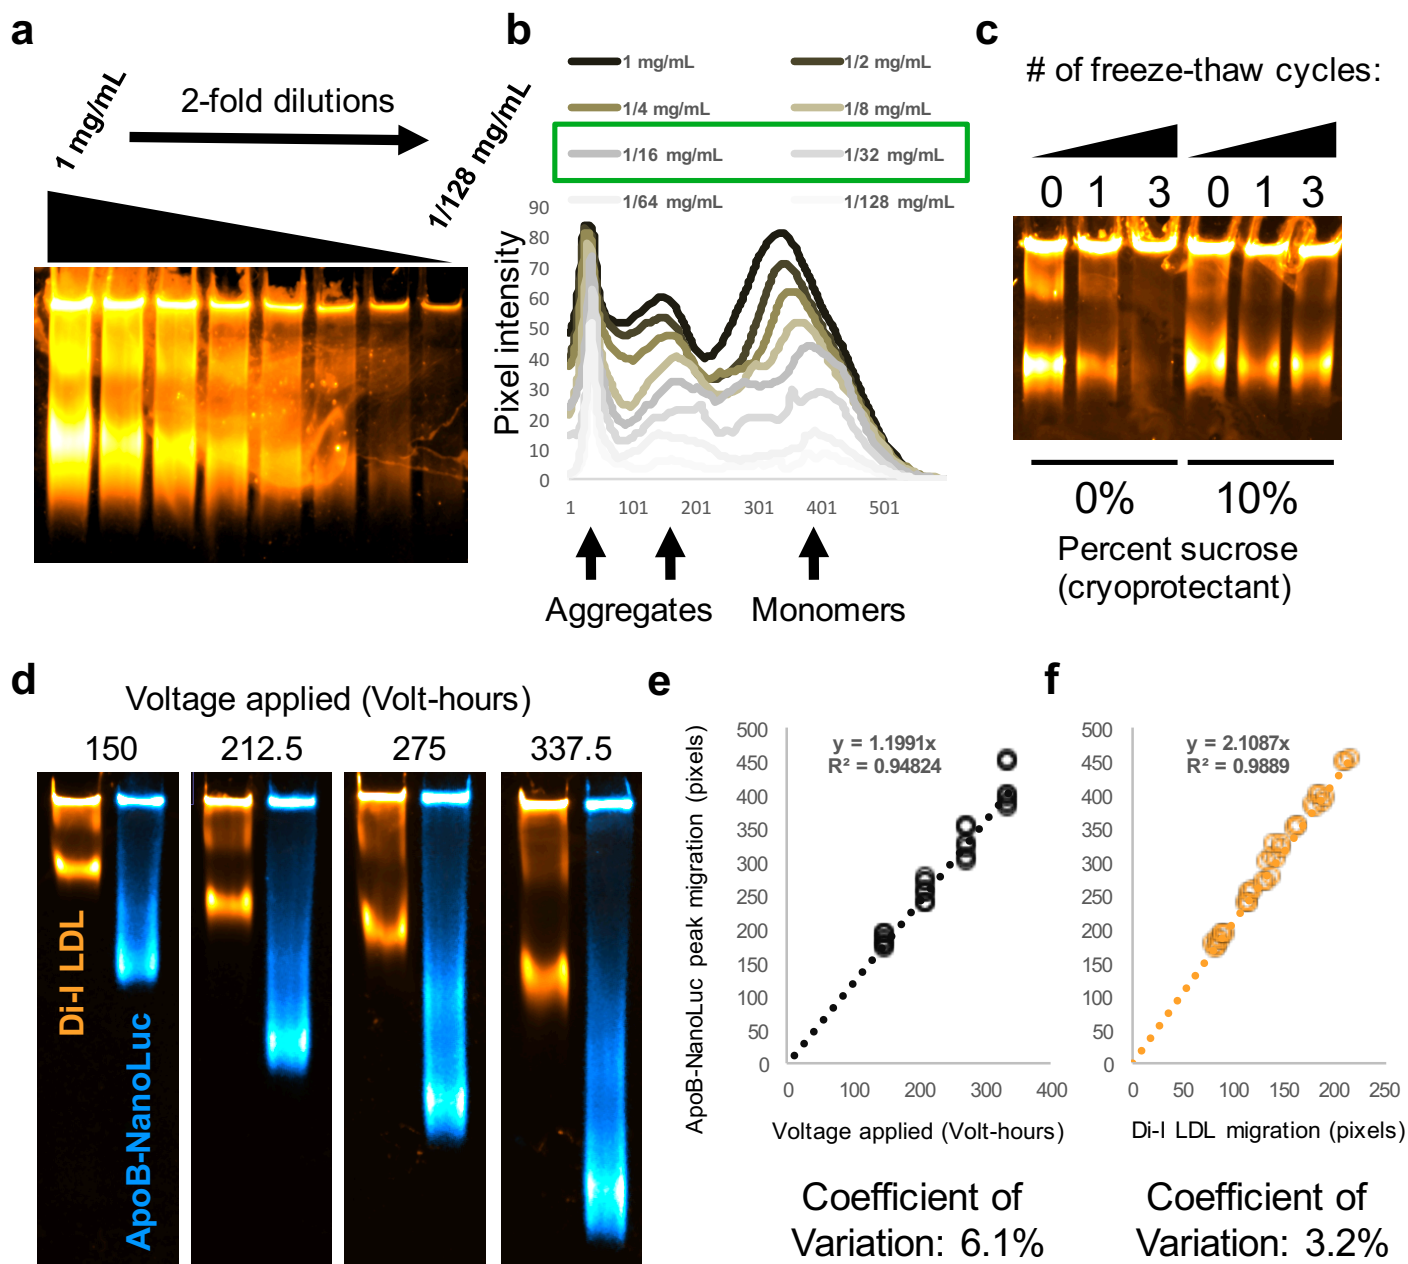 a
1 mg/mL
2-fold dilutions
1/128 mg/mL
b
1 mg/mL
1/2 mg/mL
1/4 mg/mL
1/8 mg/mL
1/16 mg/mL
1/32 mg/mL
1/64 mg/mL
1/128 mg/mL
Pixel intensity
90
80
70
60
50
40
30
20
10
0
1
101
201
301
401
501
Aggregates
Monomers
c
# of freeze-thaw cycles:
0
1
3
0
1
3
0%
10%
Percent sucrose
(cryoprotectant)
d
Voltage applied (Volt-hours)
150
212.5
275
337.5
Di-I LDL
ApoB-NanoLuc
e
ApoB-NanoLuc peak migration (pixels)
500
450
400
350
300
250
200
150
100
50
0
y = 1.1991x
R² = 0.94824
0
100
200
300
400
Voltage applied (Volt-hours)
Coefficient of
Variation: 6.1%
f
500
450
400
350
300
250
200
150
100
50
0
y = 2.1087x
R² = 0.9889
0
50
100
150
200
250
Di-I LDL migration (pixels)
Coefficient of
Variation: 3.2%